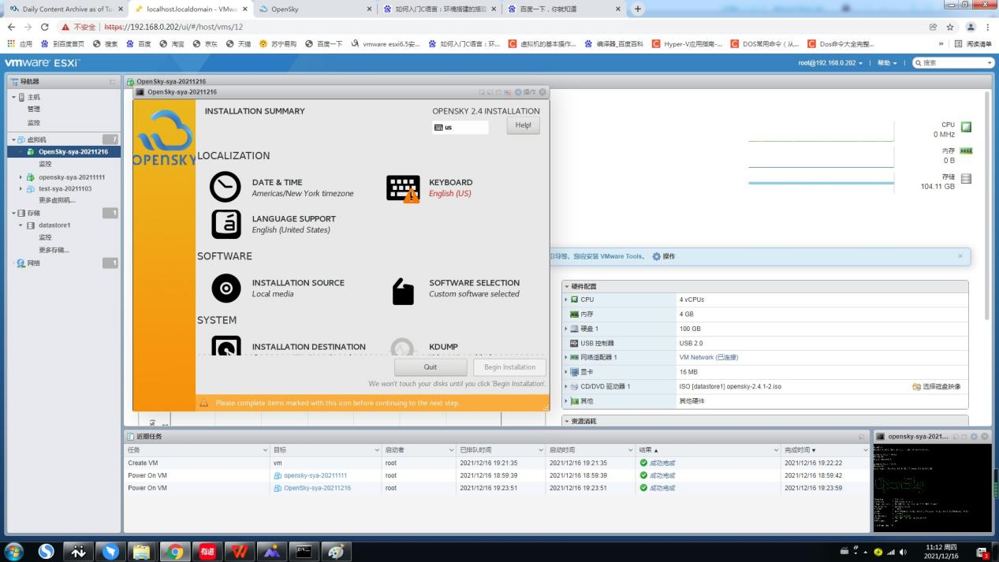 Daily Content Archive as of Tu
localhost.localdomain - VMwa
OpenSky
如何入门C语言：环境搭建的搭建
百度一下，你就知道
不安全 https://192.168.0.202/ui/#/host/vms/12
应用 到百度首页 搜索 百度 淘宝 京东 天猫 苏宁易购 百度一下 vmware esxi6.5安... 如何入门C语言：环... 虚拟机的基本操作... 编译器_百度百科 Hyper-V应用指南-... DOS常用命令（从... Dos命令大全完整... » 阅读清单
vmware ESXi™
root@192.168.0.202 | 帮助 | 搜索
导航器
主机
管理
监控
虚拟机 7
OpenSky-sya-20211216
监控
opensky-sya-20211111
test-sya-20211103
更多虚拟机...
存储 1
datastore1
监控
更多存储...
网络 1
OpenSky-sya-20211216
OpenSky-sya-20211216 操作
OPENSKY
INSTALLATION SUMMARY
OPENSKY 2.4 INSTALLATION
us
Help!
LOCALIZATION
DATE & TIME
Americas/New York timezone
KEYBOARD
English (US)
LANGUAGE SUPPORT
English (United States)
SOFTWARE
INSTALLATION SOURCE
Local media
SOFTWARE SELECTION
Custom software selected
SYSTEM
INSTALLATION DESTINATION
KDUMP
Quit
Begin Installation
We won't touch your disks until you click 'Begin Installation'.
Please complete items marked with this icon before continuing to the next step.
CPU
0 MHz
内存
0 B
存储
104.11 GB
引导等。您应安装 VMware Tools。 操作
硬件配置
CPU 4 vCPUs
内存 4 GB
硬盘 1 100 GB
USB 控制器 USB 2.0
网络适配器 1 VM Network (已连接)
显卡 16 MB
CD/DVD 驱动器 1 ISO [datastore1] opensky-2.4.1-2.iso 选择磁盘映像
其他 其他硬件
资源消耗
近期任务
任务 目标 启动者 已排队时间 启动时间 结果 ▲ 完成时间 ▼
Create VM vm root 2021/12/16 19:21:35 2021/12/16 19:21:35 成功完成 2021/12/16 19:22:22
Power On VM opensky-sya-20211111 root 2021/12/16 18:59:39 2021/12/16 18:59:39 成功完成 2021/12/16 18:59:42
Power On VM OpenSky-sya-20211216 root 2021/12/16 19:23:51 2021/12/16 19:23:51 成功完成 2021/12/16 19:23:59
opensky-sya-2021...
OpenSky
有道
11:12 周四
2021/12/16
3